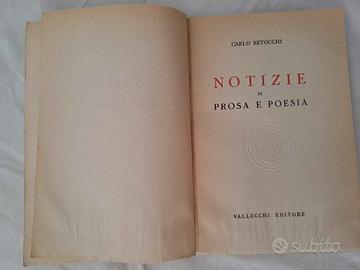 CARLO BETOCCHI
NOTIZIE
DI
PROSA E POESIA
VALLECCHI EDITORE
subito